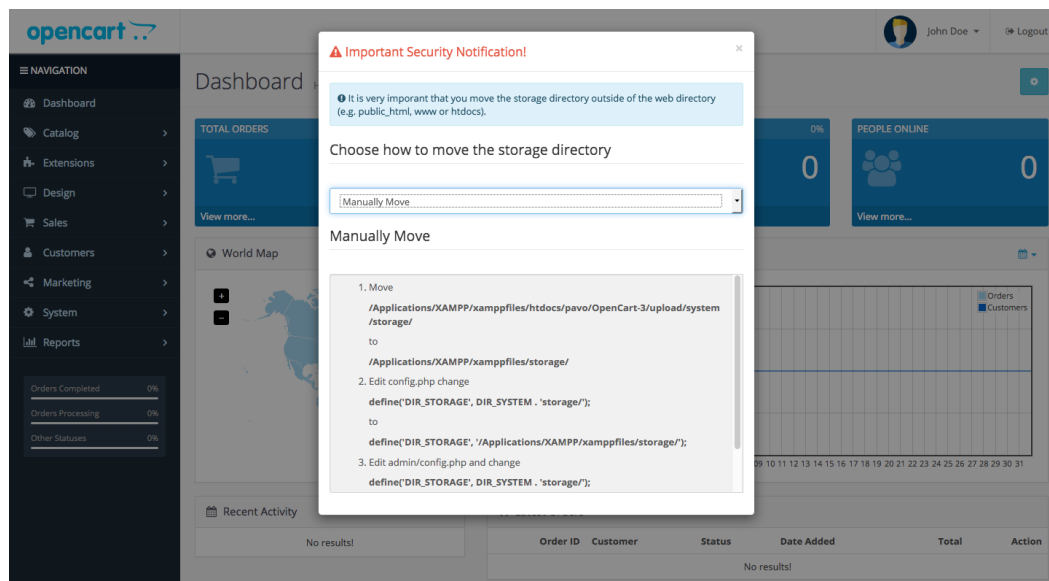 opencart
John Doe
Logout
NAVIGATION
Dashboard
Catalog
Extensions
Design
Sales
Customers
Marketing
System
Reports
Orders Completed 0%
Orders Processing 0%
Other Statuses 0%
Dashboard
TOTAL ORDERS
View more...
0%
0
PEOPLE ONLINE
0
View more...
World Map
+
-
Orders
Customers
10 11 12 13 14 15 16 17 18 19 20 21 22 23 24 25 26 27 28 29 30 31
Recent Activity
No results!
Order ID Customer Status Date Added Total Action
No results!
Important Security Notification!
×
It is very imporant that you move the storage directory outside of the web directory
(e.g. public_html, www or htdocs).
Choose how to move the storage directory
Manually Move
Manually Move
1. Move
/Applications/XAMPP/xamppfiles/htdocs/pavo/OpenCart-3/upload/system
/storage/
to
/Applications/XAMPP/xamppfiles/storage/
2. Edit config.php change
define('DIR_STORAGE', DIR_SYSTEM . 'storage/');
to
define('DIR_STORAGE', '/Applications/XAMPP/xamppfiles/storage/');
3. Edit admin/config.php and change
define('DIR_STORAGE', DIR_SYSTEM . 'storage/');